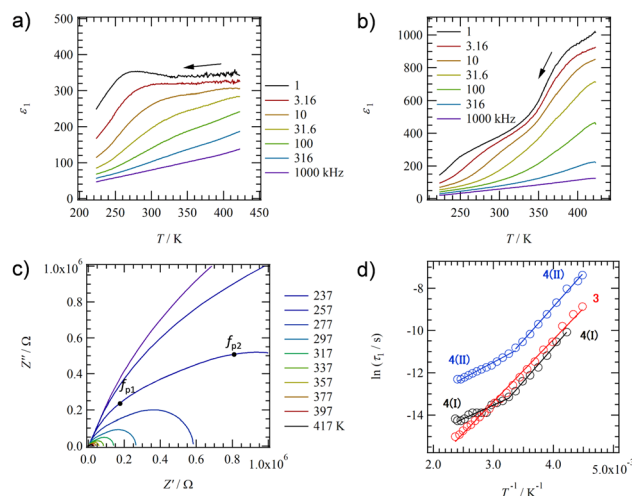 a)
500
400
300
200
100
0
ε1
200 250 300 350 400 450
T / K
1
3.16
10
31.6
100
316
1000 kHz
b)
1000
800
600
400
200
0
ε1
250 300 350 400
T / K
1
3.16
10
31.6
100
316
1000 kHz
c)
1.0x10⁶
0.8
0.6
0.4
0.2
0.0
Z'' / Ω
0.0 0.2 0.4 0.6 0.8 1.0x10⁶
Z' / Ω
fp1
fp2
237
257
277
297
317
337
357
377
397
417 K
d)
-8
-10
-12
-14
ln (τ1 / s)
2.0 3.0 4.0 5.0x10⁻³
T⁻¹ / K⁻¹
4(II)
3
4(I)
4(II)
4(I)